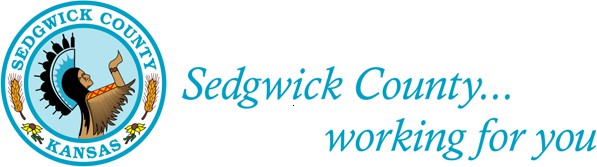 SEDGWICK COUNTY
KANSAS
Sedgwick County...
working for you